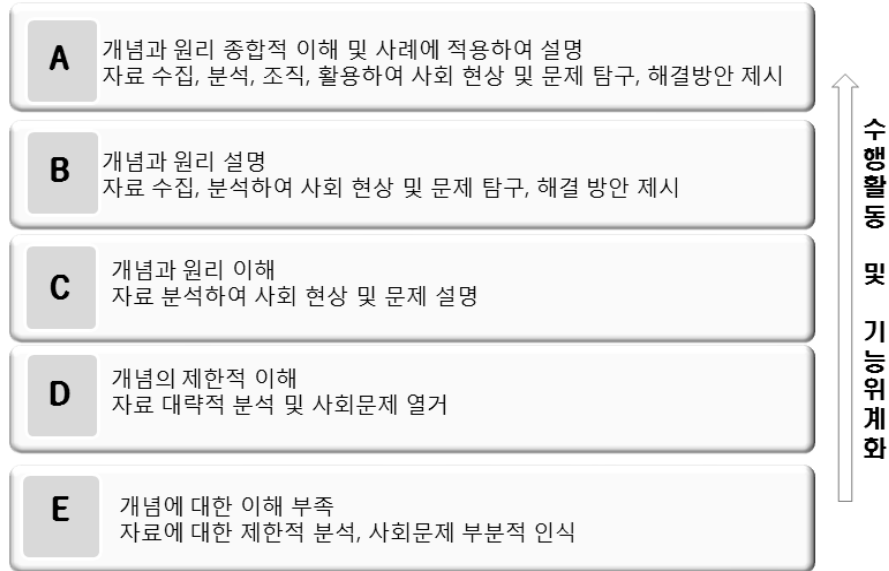 A
개념과 원리 종합적 이해 및 사례에 적용하여 설명
자료 수집, 분석, 조직, 활용하여 사회 현상 및 문제 탐구, 해결방안 제시
B
개념과 원리 설명
자료 수집, 분석하여 사회 현상 및 문제 탐구, 해결 방안 제시
C
개념과 원리 이해
자료 분석하여 사회 현상 및 문제 설명
D
개념의 제한적 이해
자료 대략적 분석 및 사회문제 열거
E
개념에 대한 이해 부족
자료에 대한 제한적 분석, 사회문제 부분적 인식
수행활동 및 기능위계화